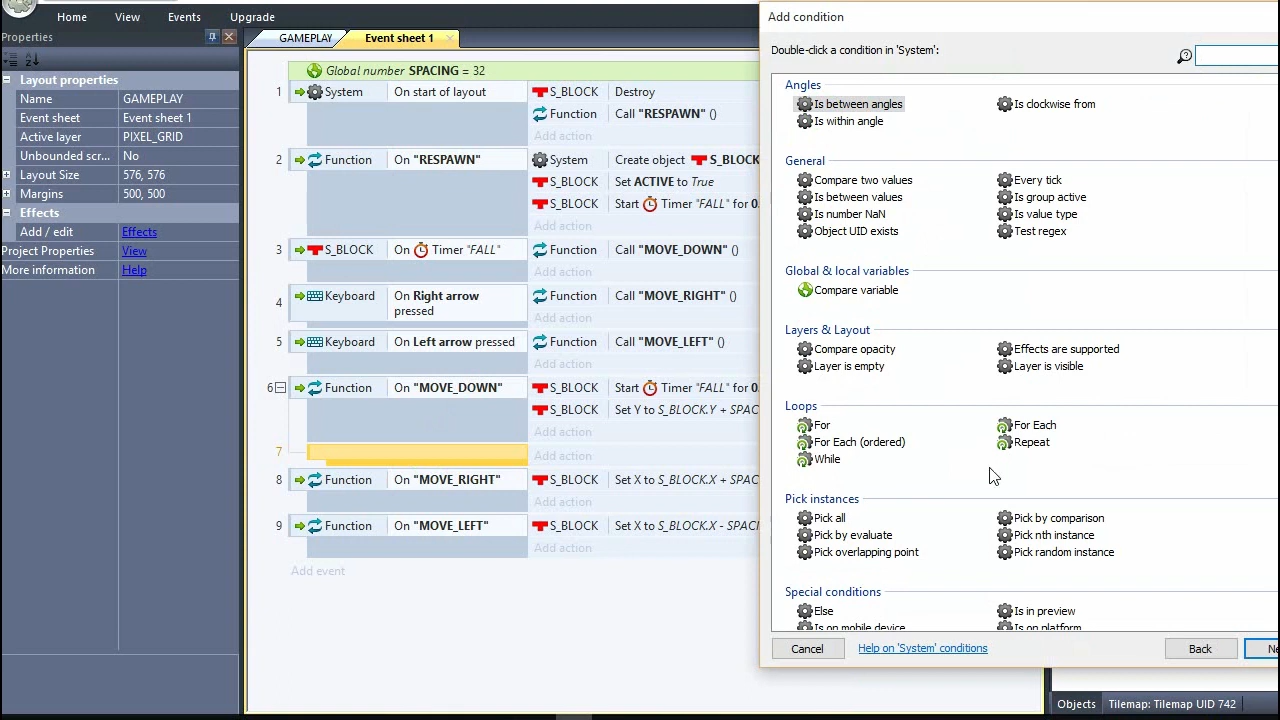 Home View Events Upgrade
Properties
Layout properties
Name GAMEPLAY
Event sheet Event sheet 1
Active layer PIXEL_GRID
Unbounded scr... No
Layout Size 576, 576
Margins 500, 500
Effects
Add / edit Effects
Project Properties View
More information Help
GAMEPLAY Event sheet 1
Global number SPACING = 32
1 System On start of layout S_BLOCK Destroy
Function Call "RESPAWN" ()
Add action
2 Function On "RESPAWN" System Create object S_BLOCK
S_BLOCK Set ACTIVE to True
S_BLOCK Start Timer "FALL" for 0.
Add action
3 S_BLOCK On Timer "FALL" Function Call "MOVE_DOWN" ()
Add action
4 Keyboard On Right arrow pressed Function Call "MOVE_RIGHT" ()
Add action
5 Keyboard On Left arrow pressed Function Call "MOVE_LEFT" ()
Add action
6 Function On "MOVE_DOWN" S_BLOCK Start Timer "FALL" for 0.
S_BLOCK Set Y to S_BLOCK.Y + SPAC
Add action
7 Add action
8 Function On "MOVE_RIGHT" S_BLOCK Set X to S_BLOCK.X + SPAC
Add action
9 Function On "MOVE_LEFT" S_BLOCK Set X to S_BLOCK.X - SPAC
Add action
Add event
Add condition
Double-click a condition in 'System':
Angles
Is between angles Is clockwise from
Is within angle
General
Compare two values Every tick
Is between values Is group active
Is number NaN Is value type
Object UID exists Test regex
Global & local variables
Compare variable
Layers & Layout
Compare opacity Effects are supported
Layer is empty Layer is visible
Loops
For For Each
For Each (ordered) Repeat
While
Pick instances
Pick all Pick by comparison
Pick by evaluate Pick nth instance
Pick overlapping point Pick random instance
Special conditions
Else Is in preview
Is on mobile device Is on platform
Cancel Help on 'System' conditions Back Ne
Objects Tilemap: Tilemap UID 742